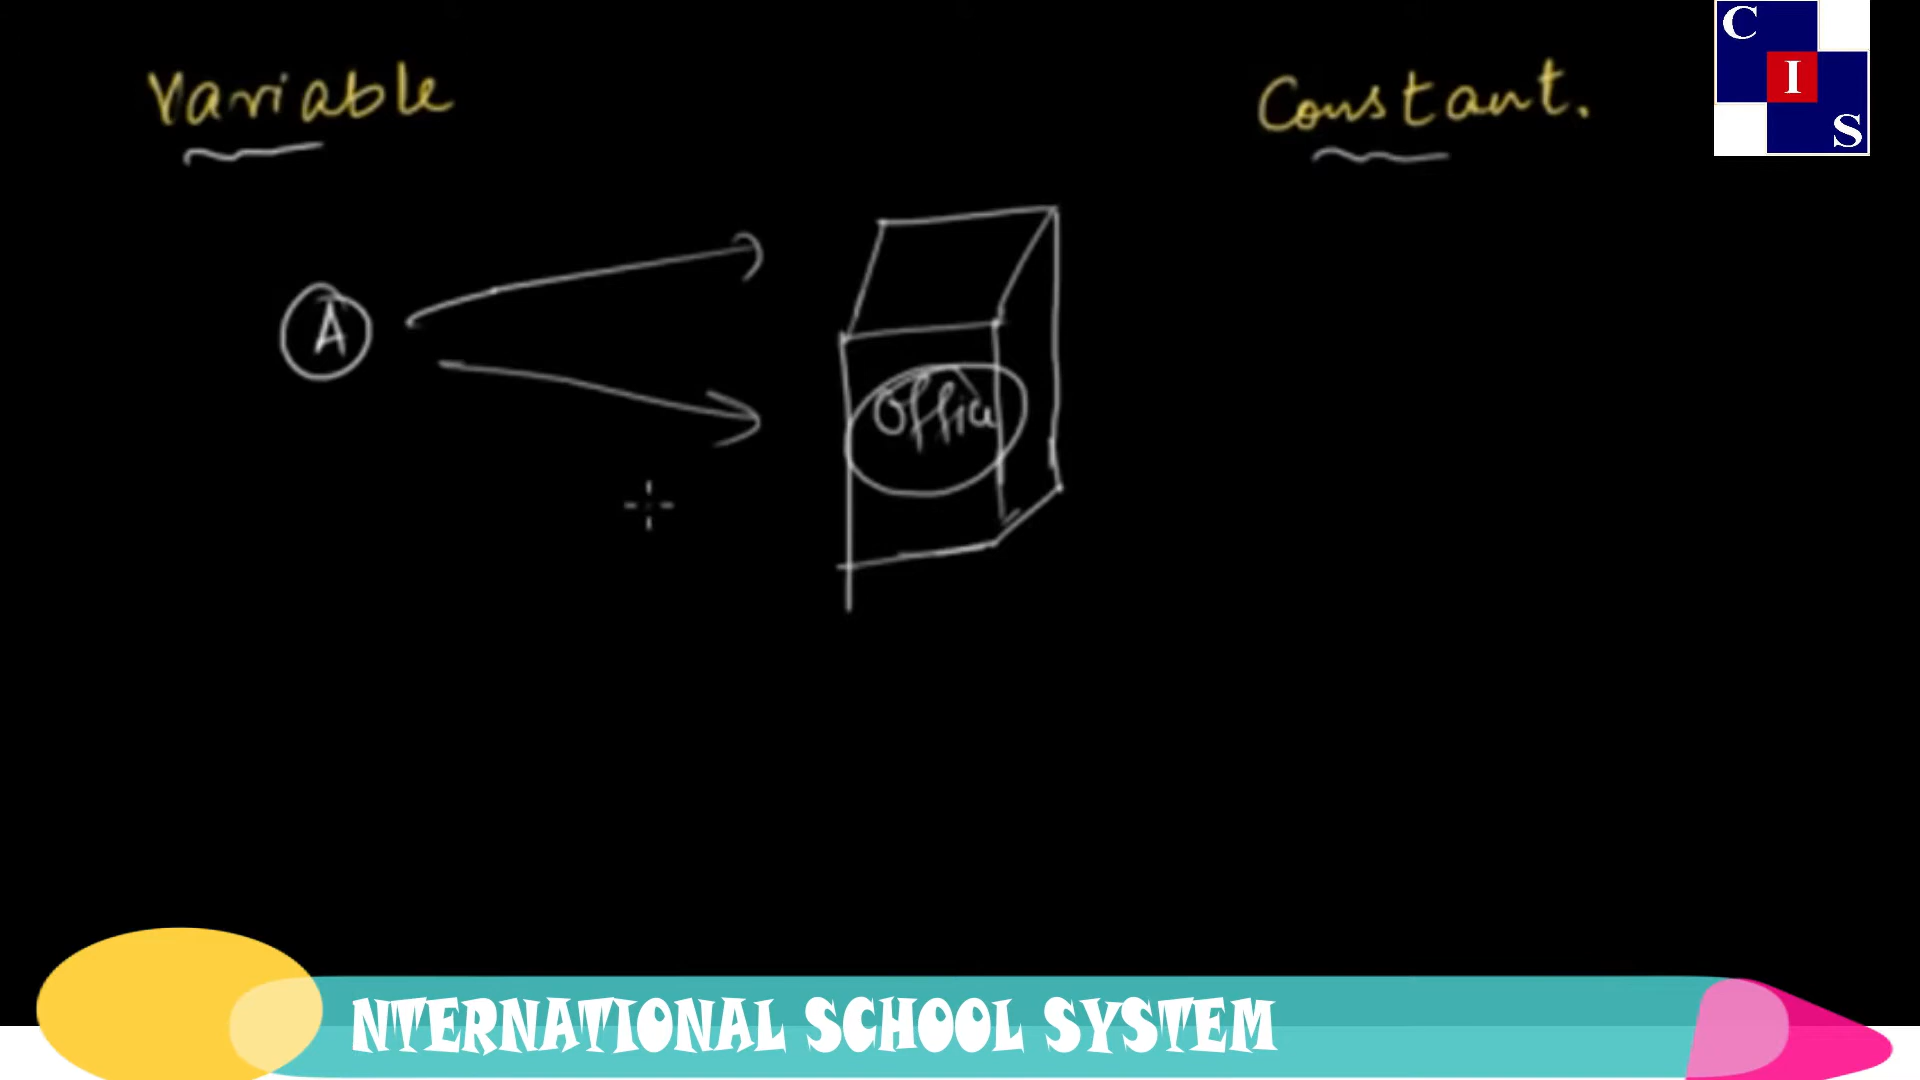 Variable
Constant.
C
I
S
A
Office
NTERNATIONAL SCHOOL SYSTEM